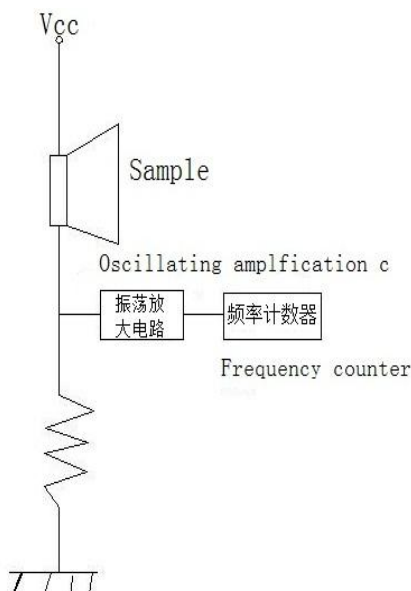 Vcc
Sample
Oscillating amplfication c
振荡放
大电路
频率计数器
Frequency counter